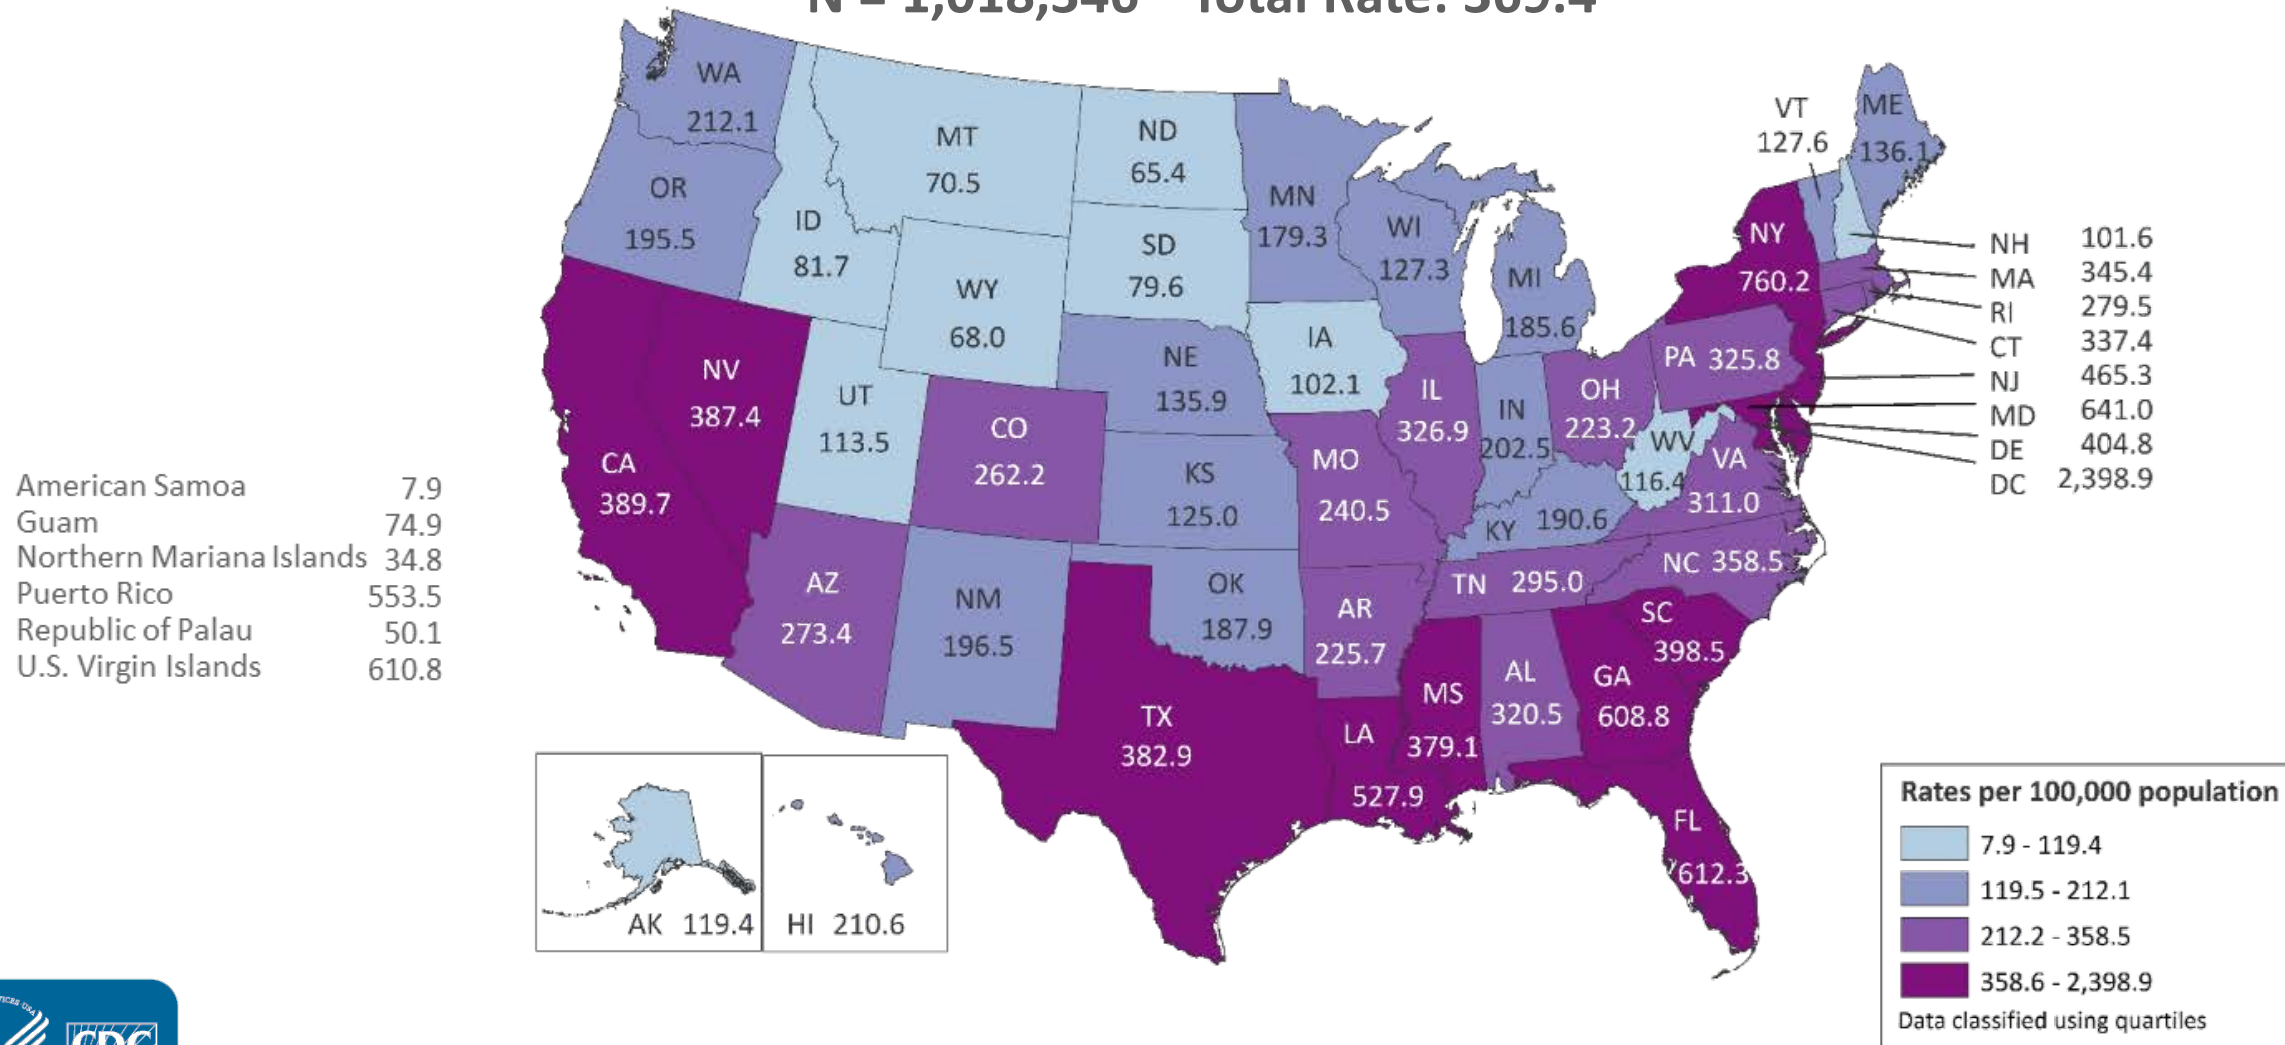 N = 1,018,346 Total Rate: 369.4
WA
212.1
OR
195.5
ID
81.7
MT
70.5
ND
65.4
SD
79.6
WY
68.0
MN
179.3
WI
127.3
MI
185.6
VT
127.6
ME
136.1
NY
760.2
NH 101.6
MA 345.4
RI 279.5
CT 337.4
NJ 465.3
MD 641.0
DE 404.8
DC 2,398.9
CA
389.7
NV
387.4
UT
113.5
CO
262.2
NE
135.9
KS
125.0
IA
102.1
MO
240.5
IL
326.9
IN
202.5
OH
223.2
PA 325.8
WV
116.4
VA
311.0
KY 190.6
NC 358.5
TN 295.0
SC
398.5
AZ
273.4
NM
196.5
OK
187.9
AR
225.7
TX
382.9
LA
527.9
MS
379.1
AL
320.5
GA
608.8
FL
612.3
AK 119.4
HI 210.6
American Samoa 7.9
Guam 74.9
Northern Mariana Islands 34.8
Puerto Rico 553.5
Republic of Palau 50.1
U.S. Virgin Islands 610.8
Rates per 100,000 population
7.9 - 119.4
119.5 - 212.1
212.2 - 358.5
358.6 - 2,398.9
Data classified using quartiles
CDC